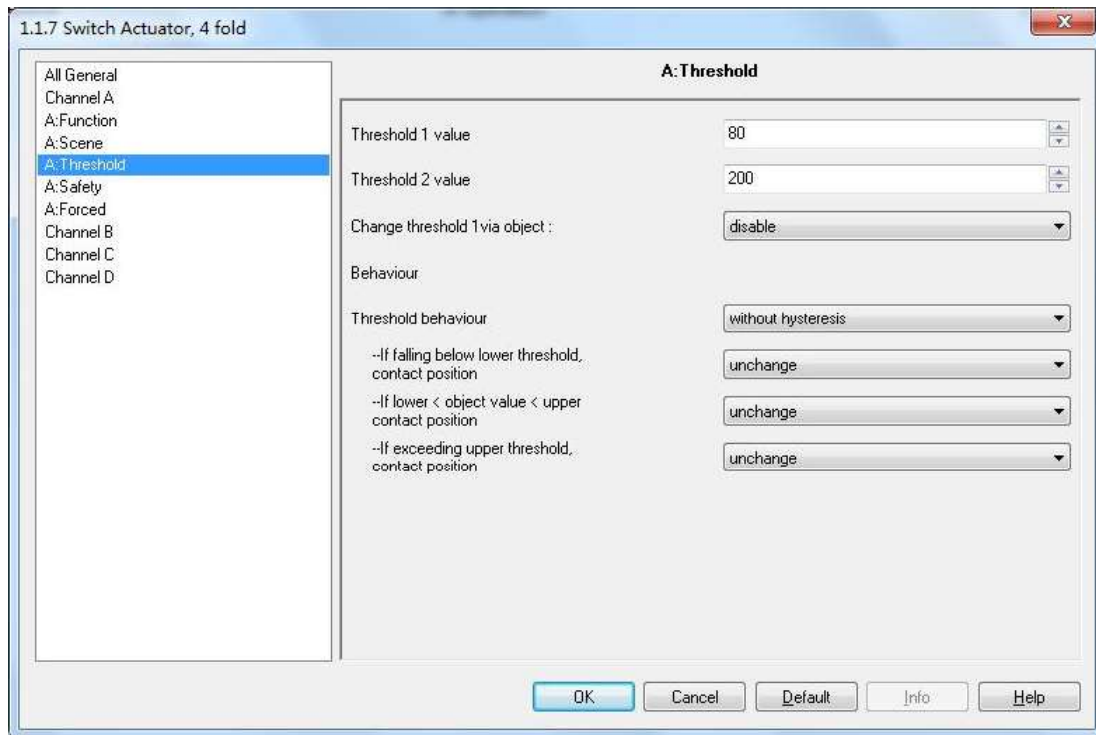 1.1.7 Switch Actuator, 4 fold
All General
Channel A
A:Function
A:Scene
A:Threshold
A:Safety
A:Forced
Channel B
Channel C
Channel D
A:Threshold
Threshold 1 value
80
Threshold 2 value
200
Change threshold 1via object :
disable
Behaviour
Threshold behaviour
without hysteresis
--If falling below lower threshold,
contact position
unchange
--If lower < object value < upper
contact position
unchange
--If exceeding upper threshold,
contact position
unchange
OK
Cancel
Default
Info
Help